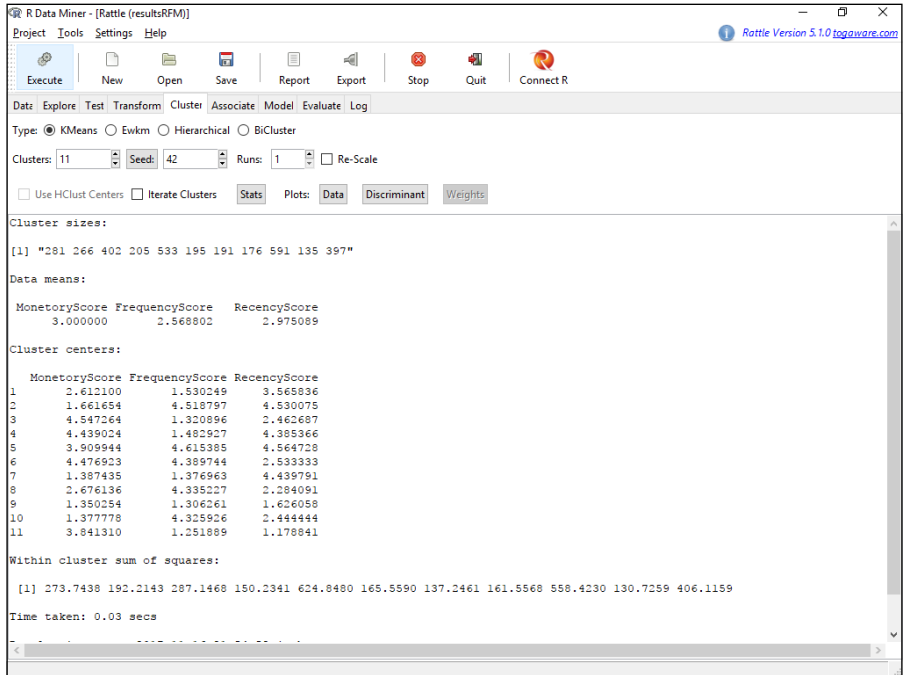 R Data Miner - [Rattle (resultsRFM)]
Project Tools Settings Help
Rattle Version 5.1.0 togaware.com
Execute New Open Save Report Export Stop Quit Connect R
Data Explore Test Transform Cluster Associate Model Evaluate Log
Type: KMeans Ewkm Hierarchical BiCluster
Clusters: 11 Seed: 42 Runs: 1 Re-Scale
Use HClust Centers Iterate Clusters Stats Plots: Data Discriminant Weights
Cluster sizes:
[1] "281 266 402 205 533 195 191 176 591 135 397"
Data means:
MonetoryScore FrequencyScore RecencyScore
3.000000 2.568802 2.975089
Cluster centers:
MonetoryScore FrequencyScore RecencyScore
1 2.612100 1.530249 3.565836
2 1.661654 4.518797 4.530075
3 4.547264 1.320896 2.462687
4 4.439024 1.482927 4.385366
5 3.909944 4.615385 4.564728
6 4.476923 4.389744 2.533333
7 1.387435 1.376963 4.439791
8 2.676136 4.335227 2.284091
9 1.350254 1.306261 1.626058
10 1.377778 4.325926 2.444444
11 3.841310 1.251889 1.178841
Within cluster sum of squares:
[1] 273.7438 192.2143 287.1468 150.2341 624.8480 165.5590 137.2461 161.5568 558.4230 130.7259 406.1159
Time taken: 0.03 secs